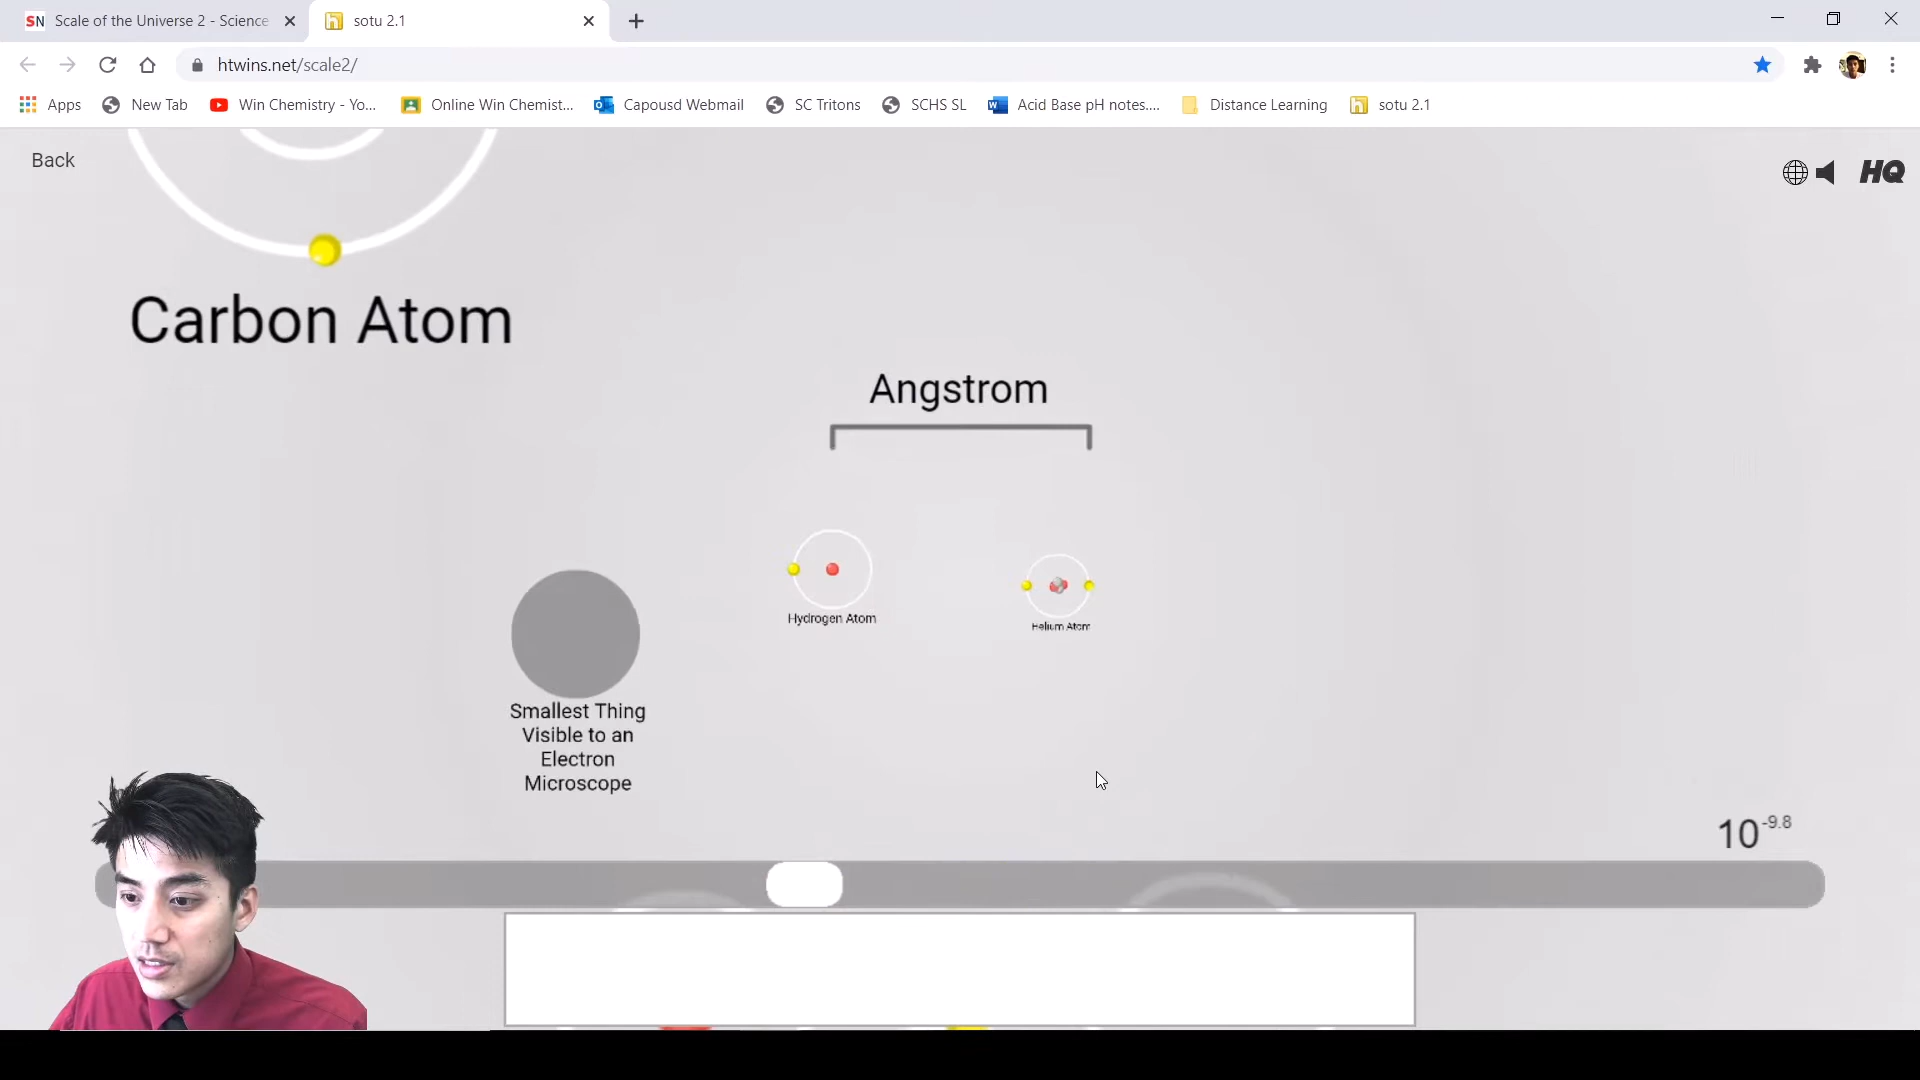 SN Scale of the Universe 2 - Science
sotu 2.1
htwins.net/scale2/
Apps
New Tab
Win Chemistry - Yo...
Online Win Chemist...
Capousd Webmail
SC Tritons
SCHS SL
Acid Base pH notes....
Distance Learning
sotu 2.1
Back
HQ
Carbon Atom
Angstrom
Hydrogen Atom
Helium Atom
Smallest Thing
Visible to an
Electron
Microscope
10-9.8